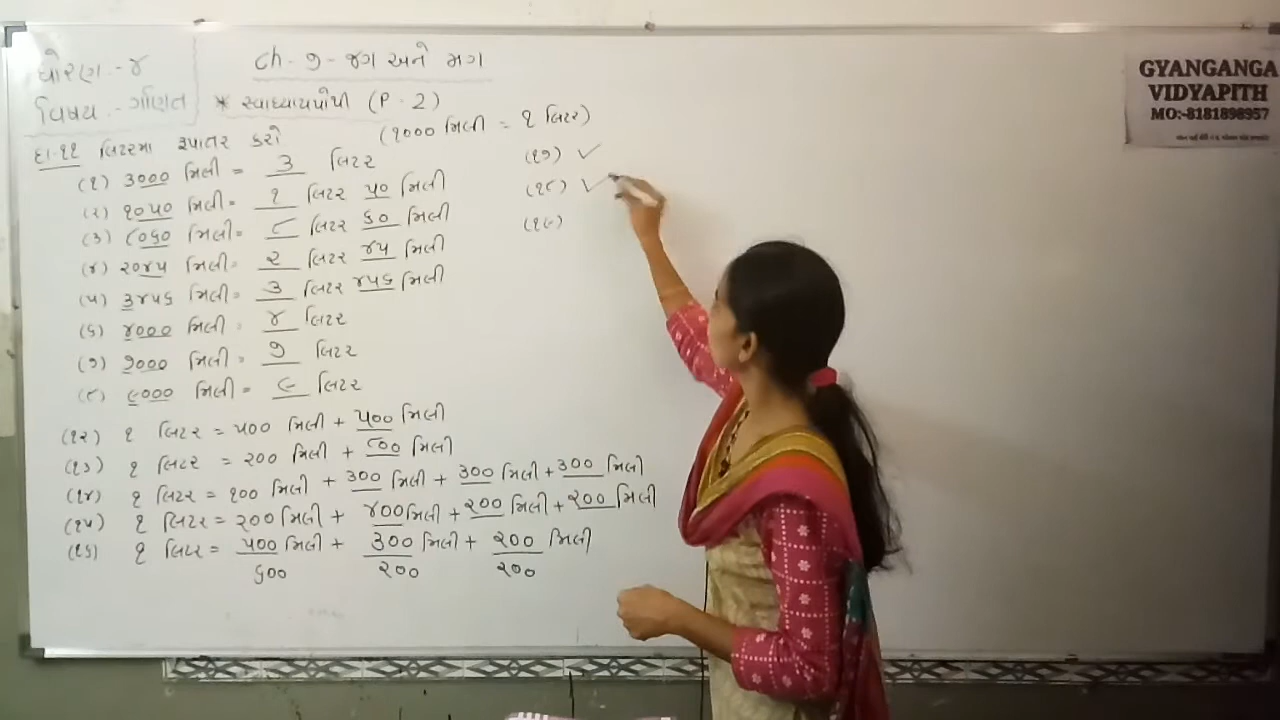 ધોરણ - ૪
Ch - ૭ - જગ અને મગ
વિષય - ગણિત * સ્વાધ્યાયપોથી (P. 2)
દા.૧૧ લિટરમા રૂપાતર કરો (૧૦૦૦ મિલી = ૧ લિટર)
(૧) ૩૦૦૦ મિલી = ૩ લિટર
(૨) ૧૦૫૦ મિલી = ૧ લિટર ૫૦ મિલી
(૩) ૮૦૬૦ મિલી = ૮ લિટર ૬૦ મિલી
(૪) ૨૦૪૫ મિલી = ૨ લિટર ૪૫ મિલી
(૫) ૩૪૫૬ મિલી = ૩ લિટર ૪૫૬ મિલી
(૬) ૪૦૦૦ મિલી = ૪ લિટર
(૭) ૭૦૦૦ મિલી = ૭ લિટર
(૮) ૯૦૦૦ મિલી = ૯ લિટર
(૧૨) ૧ લિટર = ૫૦૦ મિલી + ૫૦૦ મિલી
(૧૩) ૧ લિટર = ૨૦૦ મિલી + ૮૦૦ મિલી
(૧૪) ૧ લિટર = ૧૦૦ મિલી + ૩૦૦ મિલી + ૩૦૦ મિલી + ૩૦૦ મિલી
(૧૫) ૧ લિટર = ૨૦૦ મિલી + ૪૦૦ મિલી + ૨૦૦ મિલી + ૨૦૦ મિલી
(૧૬) ૧ લિટર = ૫૦૦ મિલી + ૩૦૦ મિલી + ૨૦૦ મિલી
૬૦૦ ૨૦૦ ૨૦૦
(૧૭) ✓
(૧૮) ✓
(૧૯)
GYANGANGA
VIDYAPITH
MO:-8181898957